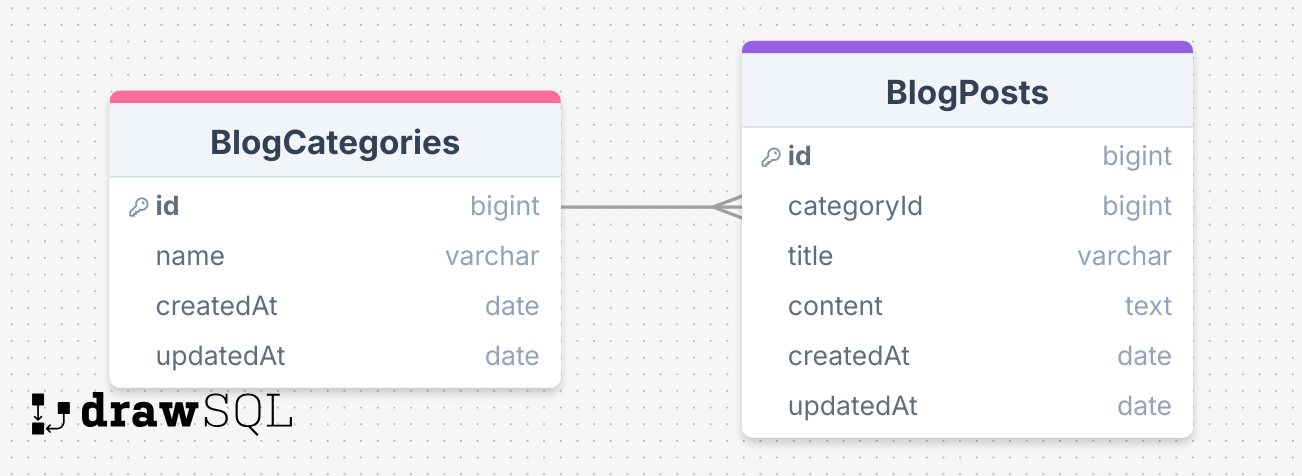 BlogCategories
id bigint
name varchar
createdAt date
updatedAt date
BlogPosts
id bigint
categoryId bigint
title varchar
content text
createdAt date
updatedAt date
drawSQL